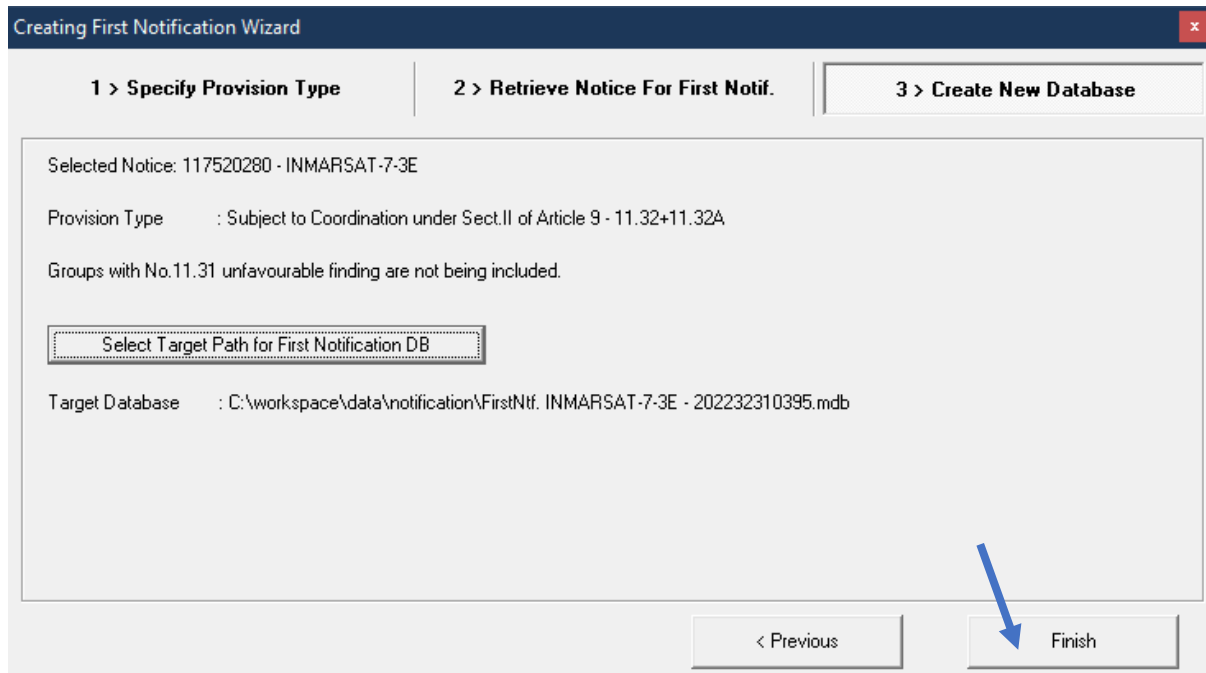 Creating First Notification Wizard
x
1 > Specify Provision Type
2 > Retrieve Notice For First Notif.
3 > Create New Database
Selected Notice: 117520280 - INMARSAT-7-3E
Provision Type : Subject to Coordination under Sect.II of Article 9 - 11.32+11.32A
Groups with No.11.31 unfavourable finding are not being included.
Select Target Path for First Notification DB
Target Database : C:\workspace\data\notification\FirstNtf. INMARSAT-7-3E - 202232310395.mdb
< Previous
Finish